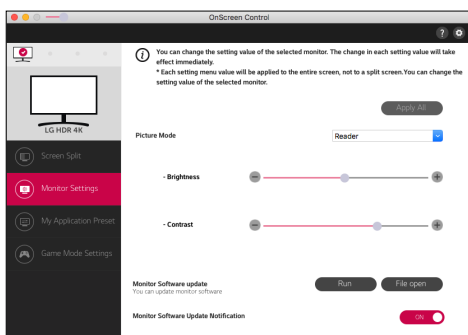 OnScreen Control
?
i
You can change the setting value of the selected monitor. The change in each setting value will take
effect immediately.
* Each setting menu value will be applied to the entire screen, not to a split screen.You can change the
setting value of the selected monitor.
Apply All
LG HDR 4K
Picture Mode
Reader
Screen Split
- Brightness
Monitor Settings
My Application Preset
- Contrast
Game Mode Settings
Monitor Software update
You can update monitor software
Run
File open
Monitor Software Update Notification
ON